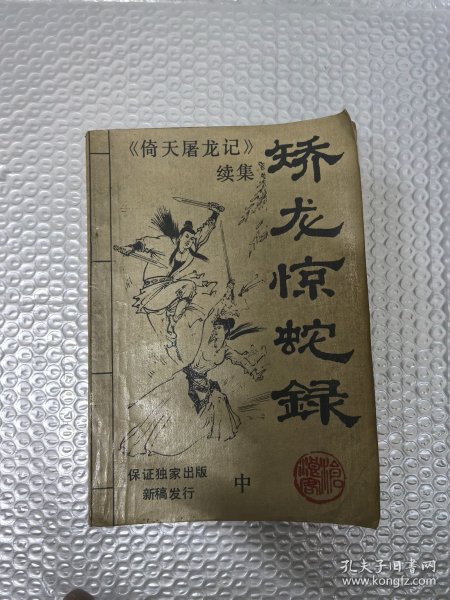 《倚天屠龙记》
续集
矫龙惊蛇録
保证独家出版
新稿发行
中
孔夫子旧书网
www.kongfz.com